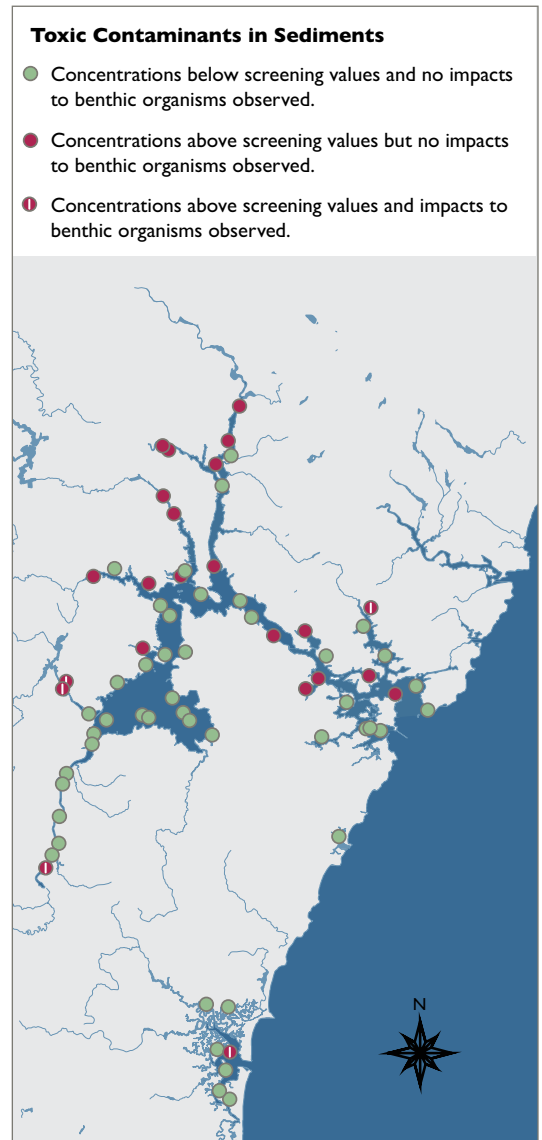 Toxic Contaminants in Sediments
Concentrations below screening values and no impacts
to benthic organisms observed.
Concentrations above screening values but no impacts
to benthic organisms observed.
Concentrations above screening values and impacts to
benthic organisms observed.
N